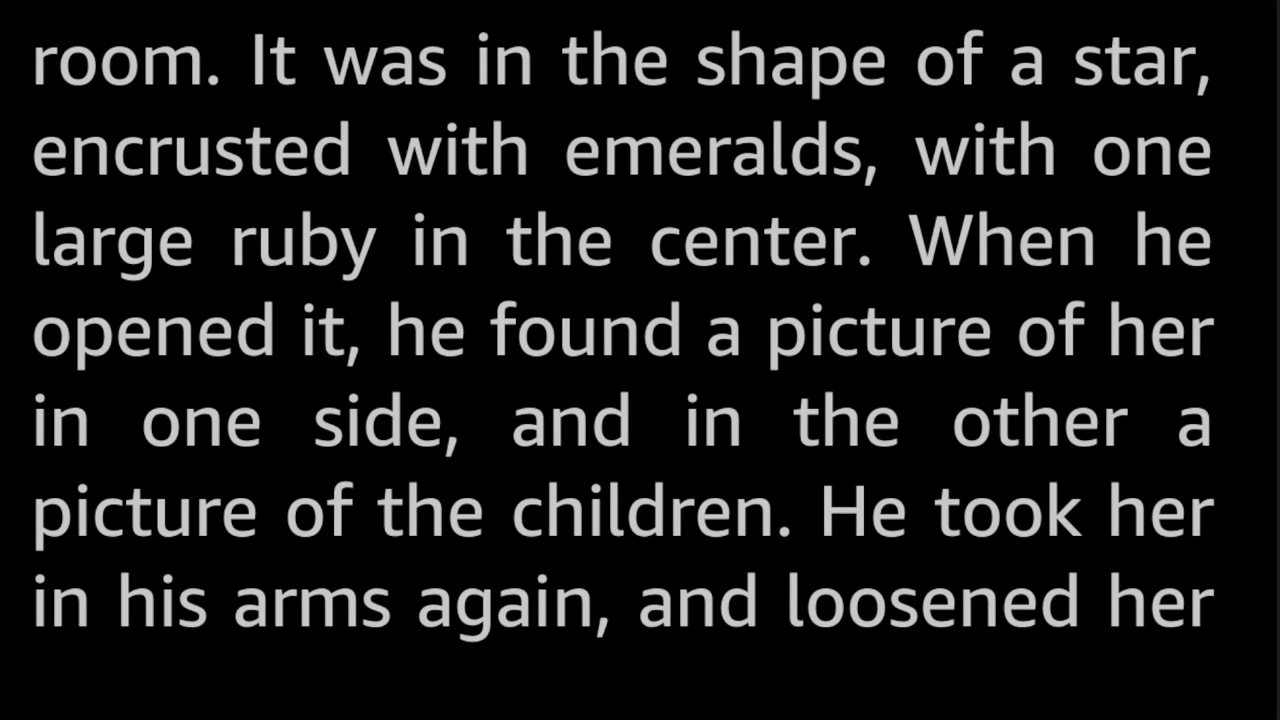 room. It was in the shape of a star,
encrusted with emeralds, with one
large ruby in the center. When he
opened it, he found a picture of her
in one side, and in the other a
picture of the children. He took her
in his arms again, and loosened her